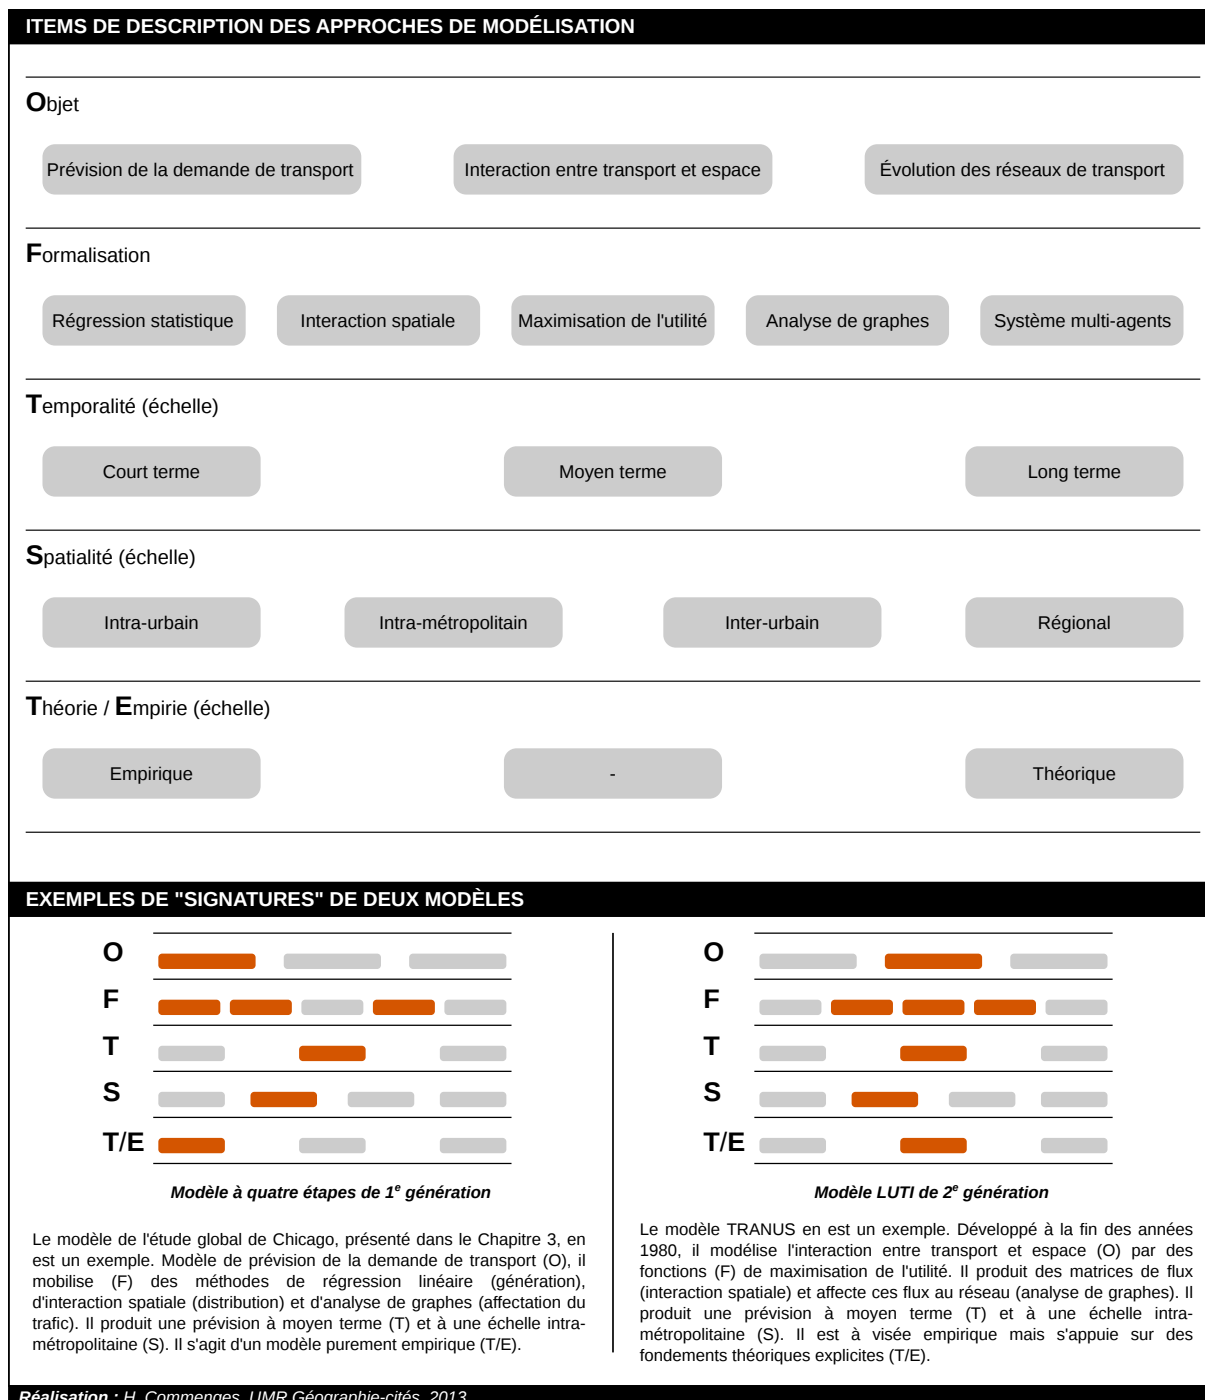 ITEMS DE DESCRIPTION DES APPROCHES DE MODÉLISATION
Objet
Prévision de la demande de transport
Interaction entre transport et espace
Évolution des réseaux de transport
Formalisation
Régression statistique
Interaction spatiale
Maximisation de l'utilité
Analyse de graphes
Système multi-agents
Temporalité (échelle)
Court terme
Moyen terme
Long terme
Spatialité (échelle)
Intra-urbain
Intra-métropolitain
Inter-urbain
Régional
Théorie / Empirie (échelle)
Empirique
-
Théorique
EXEMPLES DE "SIGNATURES" DE DEUX MODÈLES
O
F
T
S
T/E
Modèle à quatre étapes de 1e génération
Le modèle de l'étude global de Chicago, présenté dans le Chapitre 3, en
est un exemple. Modèle de prévision de la demande de transport (O), il
mobilise (F) des méthodes de régression linéaire (génération),
d'interaction spatiale (distribution) et d'analyse de graphes (affectation du
trafic). Il produit une prévision à moyen terme (T) et à une échelle intra-
métropolitaine (S). Il s'agit d'un modèle purement empirique (T/E).
O
F
T
S
T/E
Modèle LUTI de 2e génération
Le modèle TRANUS en est un exemple. Développé à la fin des années
1980, il modélise l'interaction entre transport et espace (O) par des
fonctions (F) de maximisation de l'utilité. Il produit des matrices de flux
(interaction spatiale) et affecte ces flux au réseau (analyse de graphes). Il
produit une prévision à moyen terme (T) et à une échelle intra-
métropolitaine (S). Il est à visée empirique mais s'appuie sur des
fondements théoriques explicites (T/E).
Réalisation : H. Commenges, UMR Géographie-cités, 2013